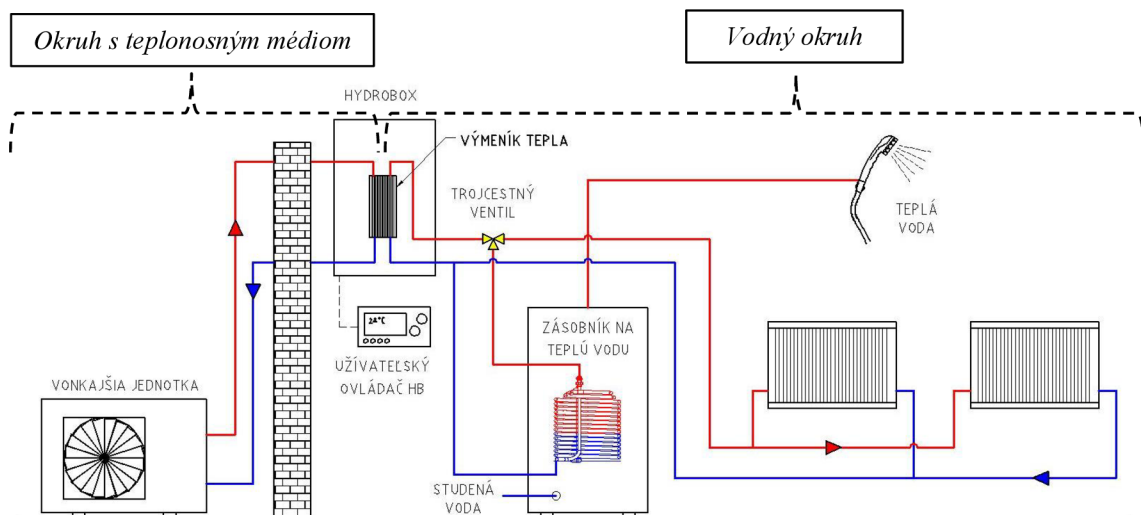 Okruh s teplonosným médiom
Vodný okruh
HYDROBOX
VÝMENÍK TEPLA
TROJCESTNÝ
VENTIL
TEPLÁ
VODA
24°C
UŽÍVATEĽSKÝ
OVLÁDAČ HB
ZÁSOBNÍK NA
TEPLÚ VODU
VONKAJŠIA JEDNOTKA
STUDENÁ
VODA